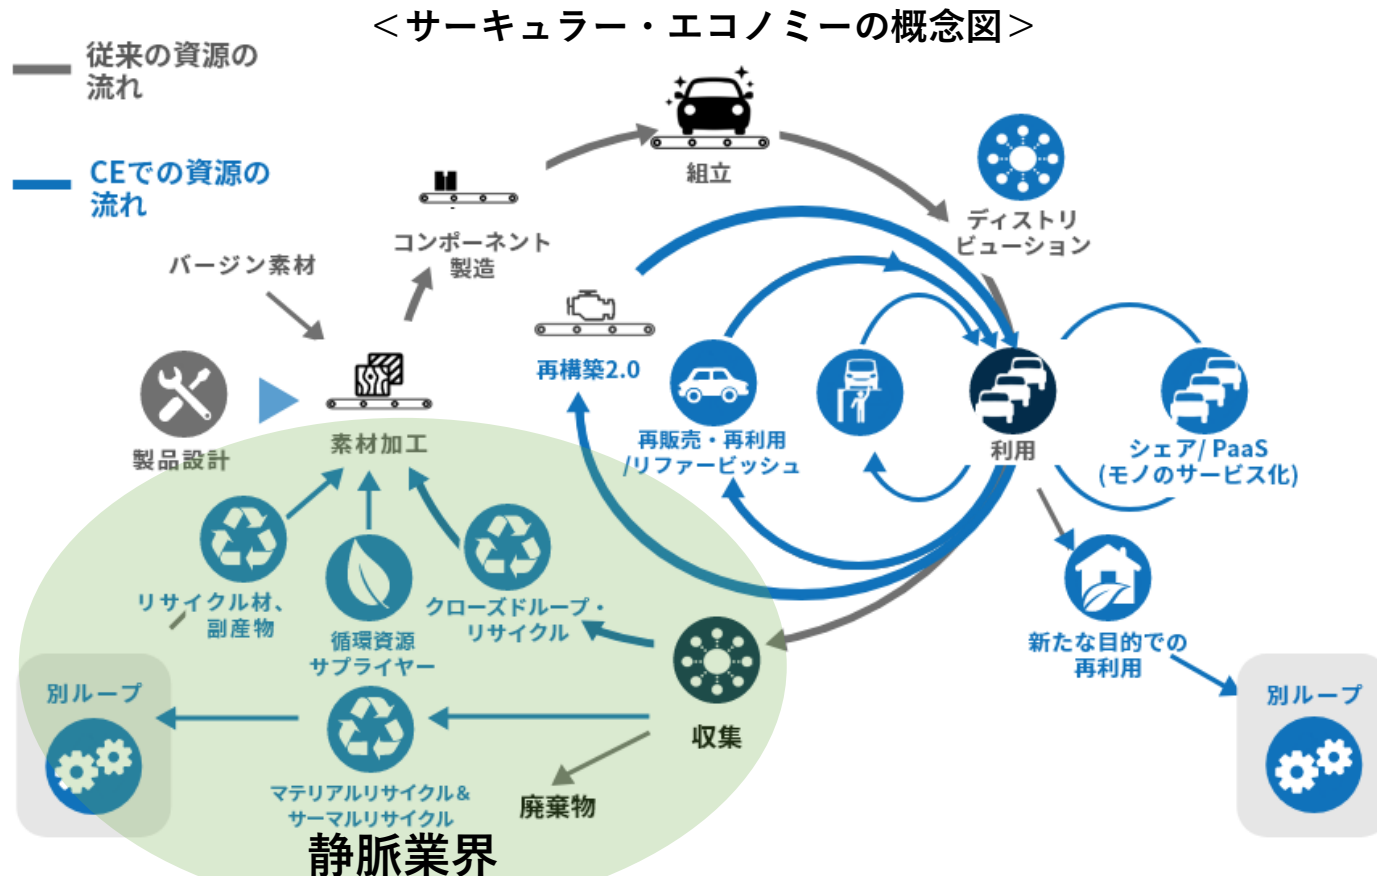 ＜サーキュラー・エコノミーの概念図＞
従来の資源の
流れ
CEでの資源の
流れ
組立
ディストリ
ビューション
コンポーネント
製造
バージン素材
再構築2.0
製品設計
素材加工
再販売・再利用
/リファービッシュ
利用
シェア/ PaaS
(モノのサービス化)
リサイクル材、
副産物
循環資源
サプライヤー
クローズドループ・
リサイクル
新たな目的での
再利用
別ループ
別ループ
収集
マテリアルリサイクル＆
サーマルリサイクル
廃棄物
静脈業界